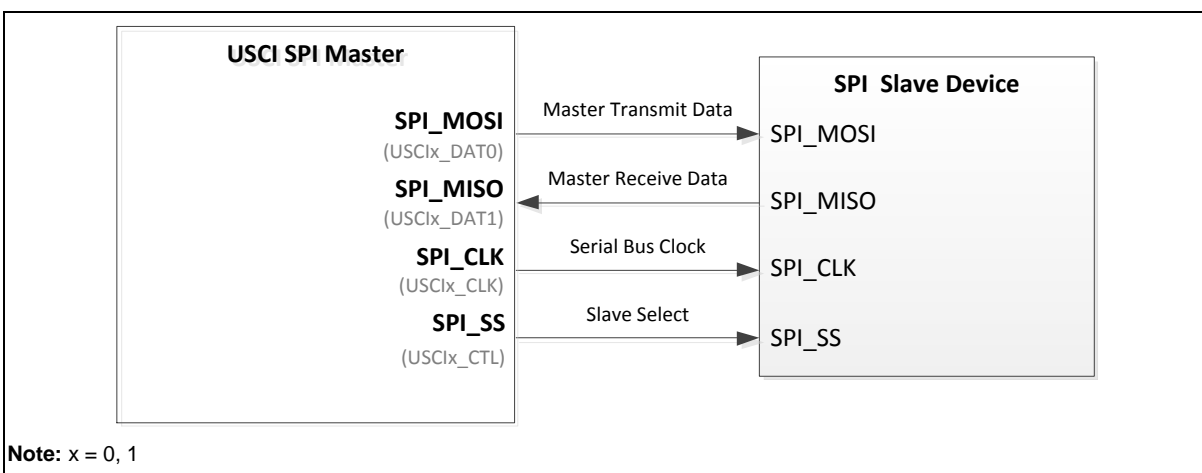 USCI SPI Master
SPI_MOSI
(USCIx_DAT0)
SPI_MISO
(USCIx_DAT1)
SPI_CLK
(USCIx_CLK)
SPI_SS
(USCIx_CTL)
Master Transmit Data
Master Receive Data
Serial Bus Clock
Slave Select
SPI Slave Device
SPI_MOSI
SPI_MISO
SPI_CLK
SPI_SS
Note: x = 0, 1